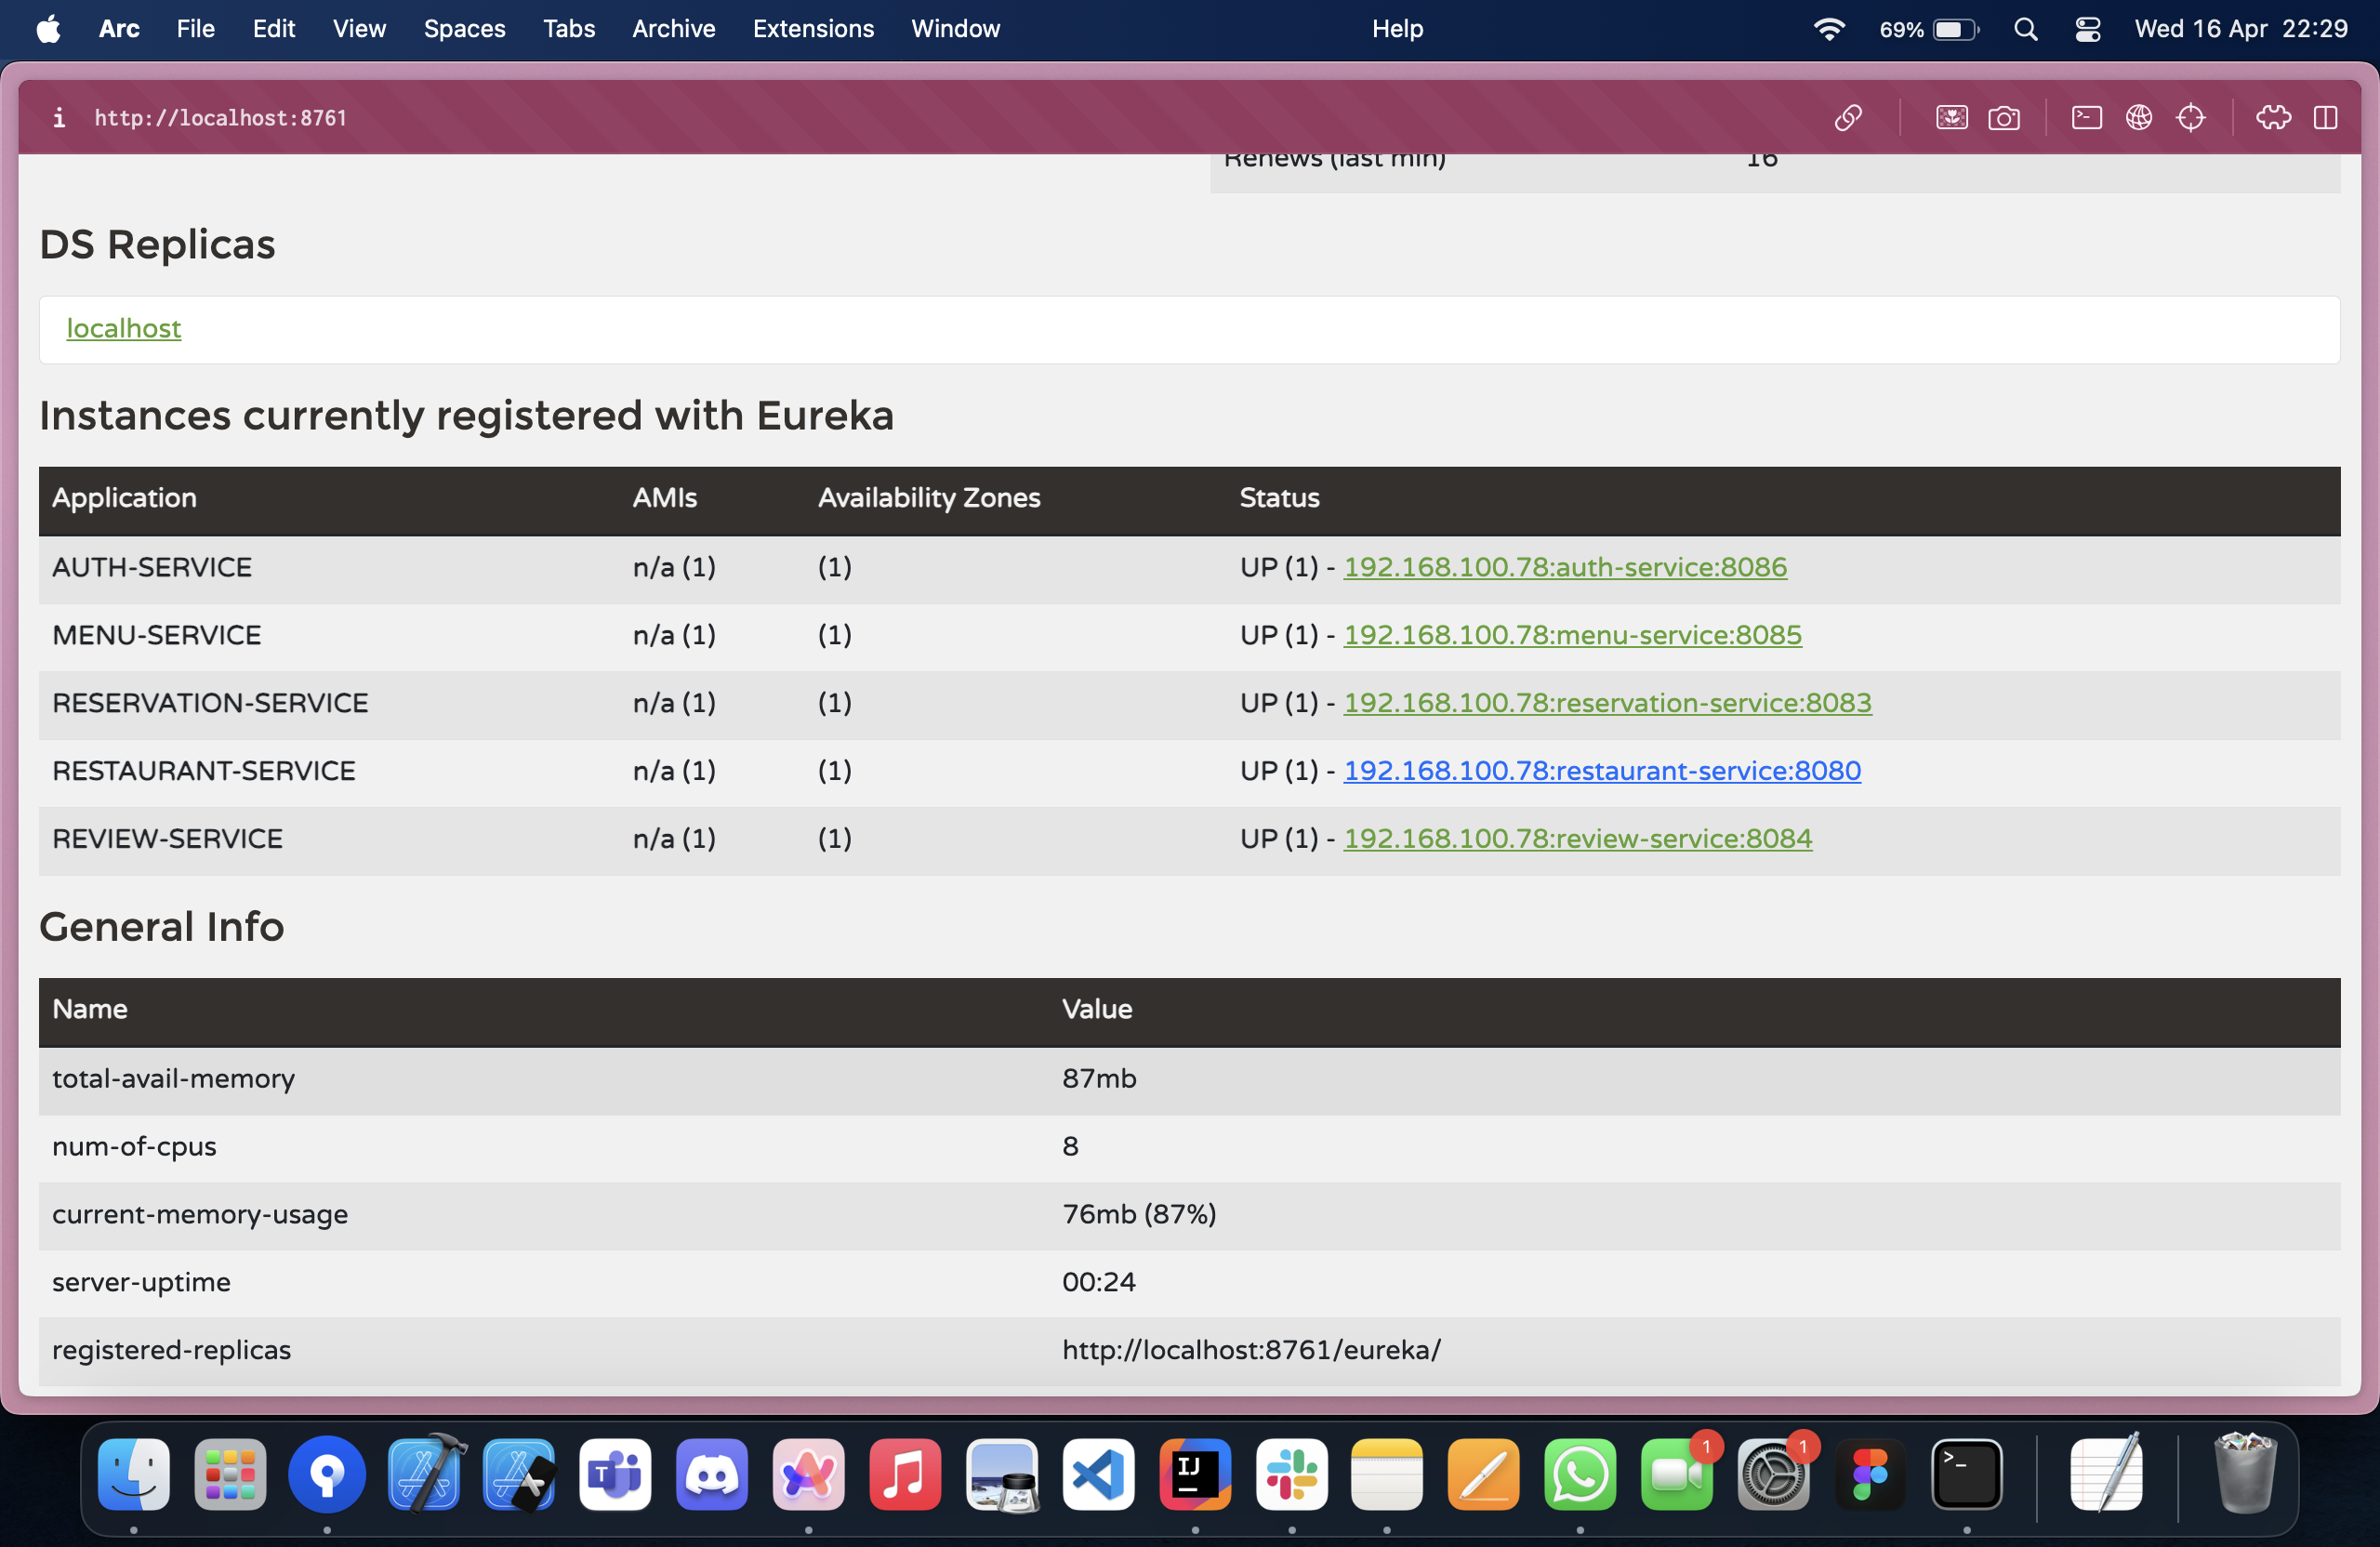 Arc File Edit View Spaces Tabs Archive Extensions Window Help 69% Wed 16 Apr 22:29
http://localhost:8761
Renews (last min) 16
DS Replicas
localhost
Instances currently registered with Eureka
Application AMIs Availability Zones Status
AUTH-SERVICE n/a (1) (1) UP (1) - 192.168.100.78:auth-service:8086
MENU-SERVICE n/a (1) (1) UP (1) - 192.168.100.78:menu-service:8085
RESERVATION-SERVICE n/a (1) (1) UP (1) - 192.168.100.78:reservation-service:8083
RESTAURANT-SERVICE n/a (1) (1) UP (1) - 192.168.100.78:restaurant-service:8080
REVIEW-SERVICE n/a (1) (1) UP (1) - 192.168.100.78:review-service:8084
General Info
Name Value
total-avail-memory 87mb
num-of-cpus 8
current-memory-usage 76mb (87%)
server-uptime 00:24
registered-replicas http://localhost:8761/eureka/
T IJ 1 1